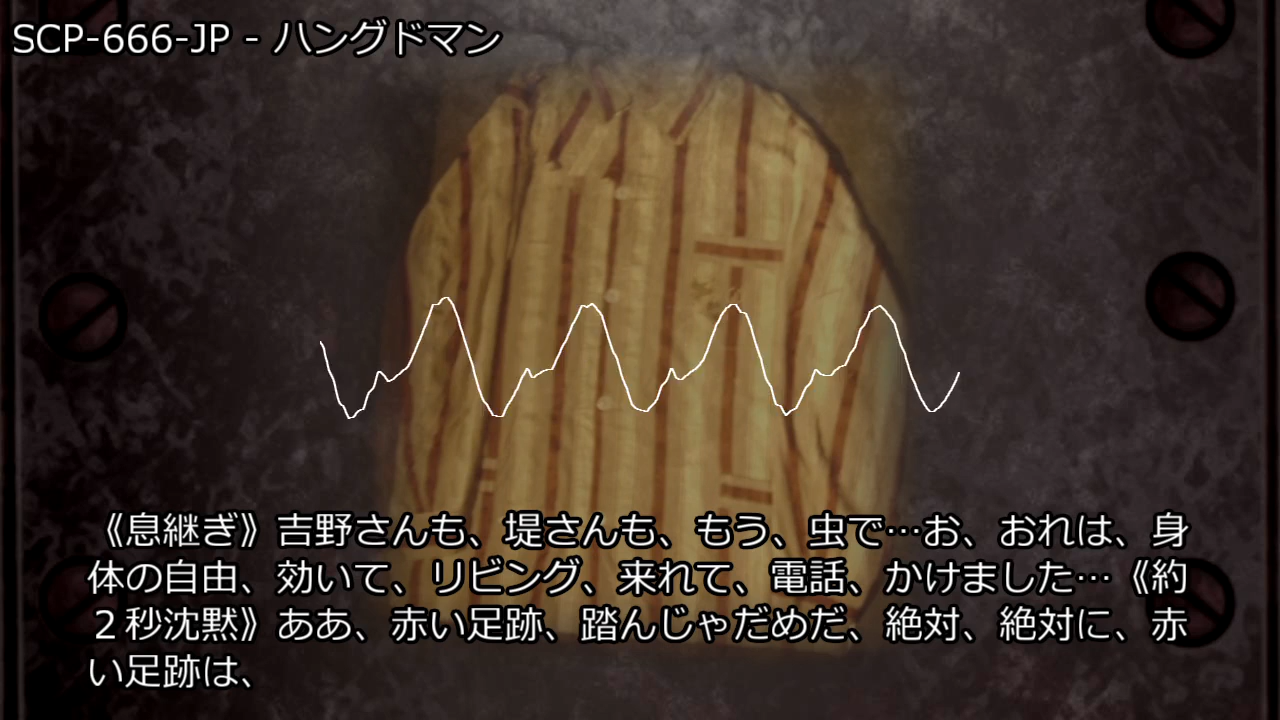 SCP-666-JP - ハングドマン
《息継ぎ》吉野さんも、堤さんも、もう、虫で…お、おれは、身
体の自由、効いて、リビング、来れて、電話、かけました…《約
２秒沈黙》ああ、赤い足跡、踏んじゃだめだ、絶対、絶対に、赤
い足跡は、